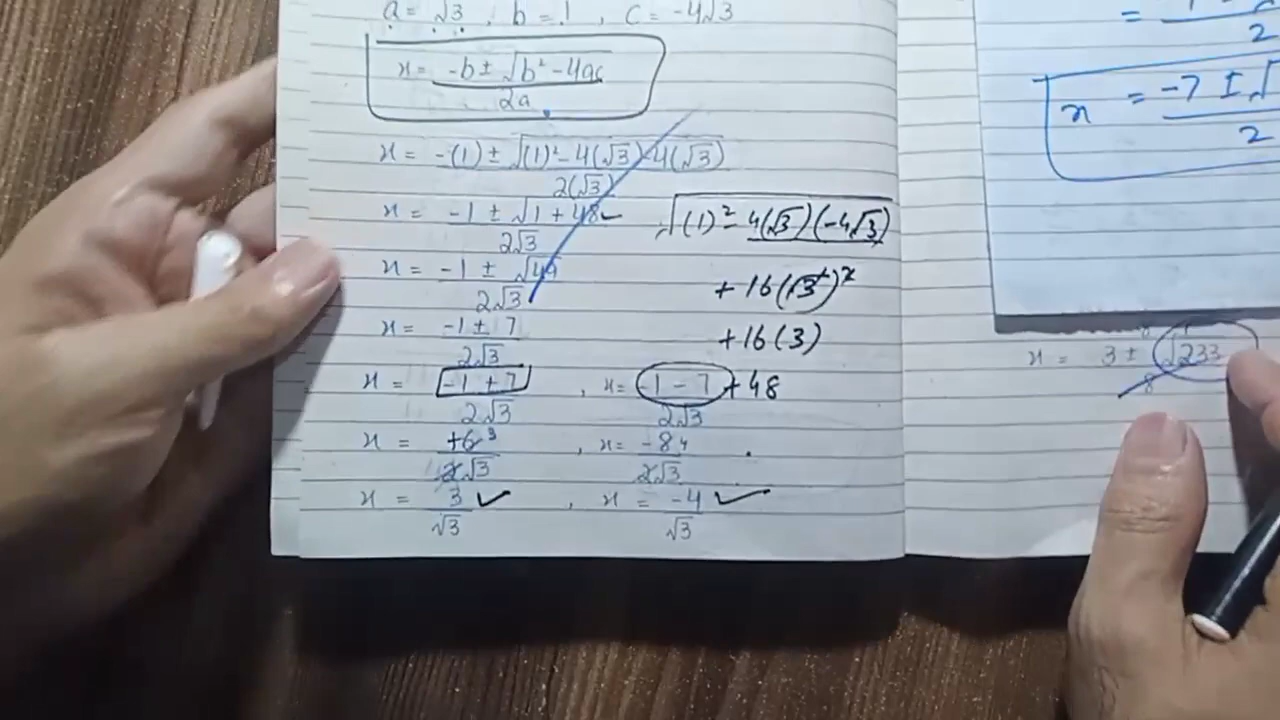 a = √3 , b = 1 , c = -4√3
x = -b ± √b² - 4ac
2a
x = -(1) ± √(1)² - 4(√3) -4(√3)
2(√3)
x = -1 ± √1 + 48
2√3
x = -1 ± √49
2√3
x = -1 ± 7
2√3
x = -1 + 7 , x = -1 - 7
2√3 2√3
x = +6 3 , x = -8 4
2√3 2√3
x = 3 , x = -4
√3 √3
√(1)² - 4(√3)(-4√3)
+ 16(√3)²
+16(3)
+48
=
2
x = -7 ± √
2
x = 3 ± √233
8